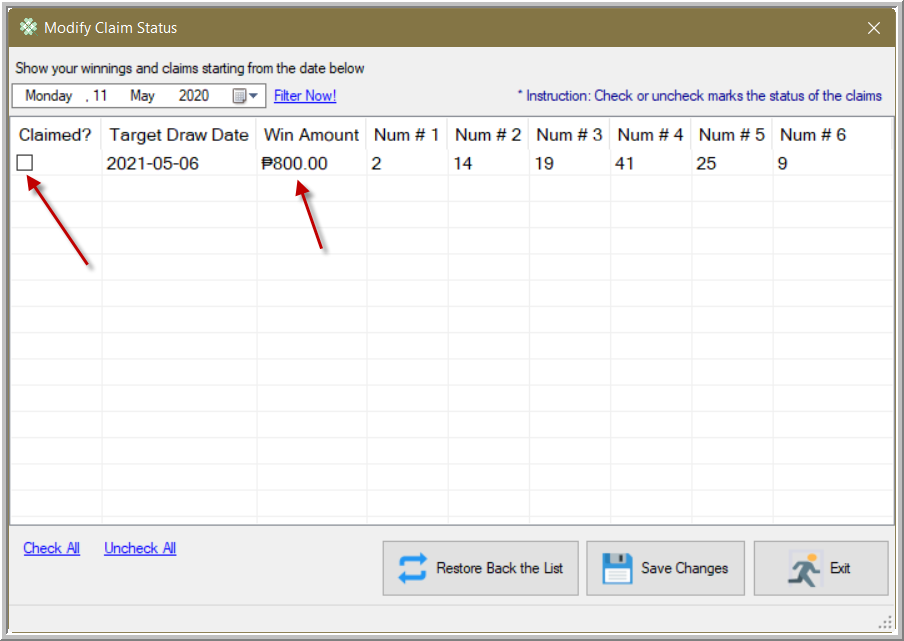 Modify Claim Status
Show your winnings and claims starting from the date below
Monday , 11 May 2020 Filter Now! * Instruction: Check or uncheck marks the status of the claims
Claimed? Target Draw Date Win Amount Num # 1 Num # 2 Num # 3 Num # 4 Num # 5 Num # 6
2021-05-06 ₱800.00 2 14 19 41 25 9
Check All Uncheck All
Restore Back the List Save Changes Exit